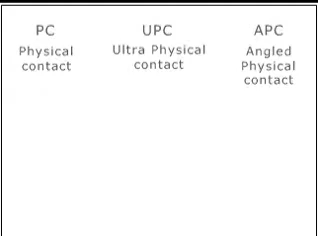 PC UPC APC
Physical contact
Ultra Physical contact
Angled Physical contact